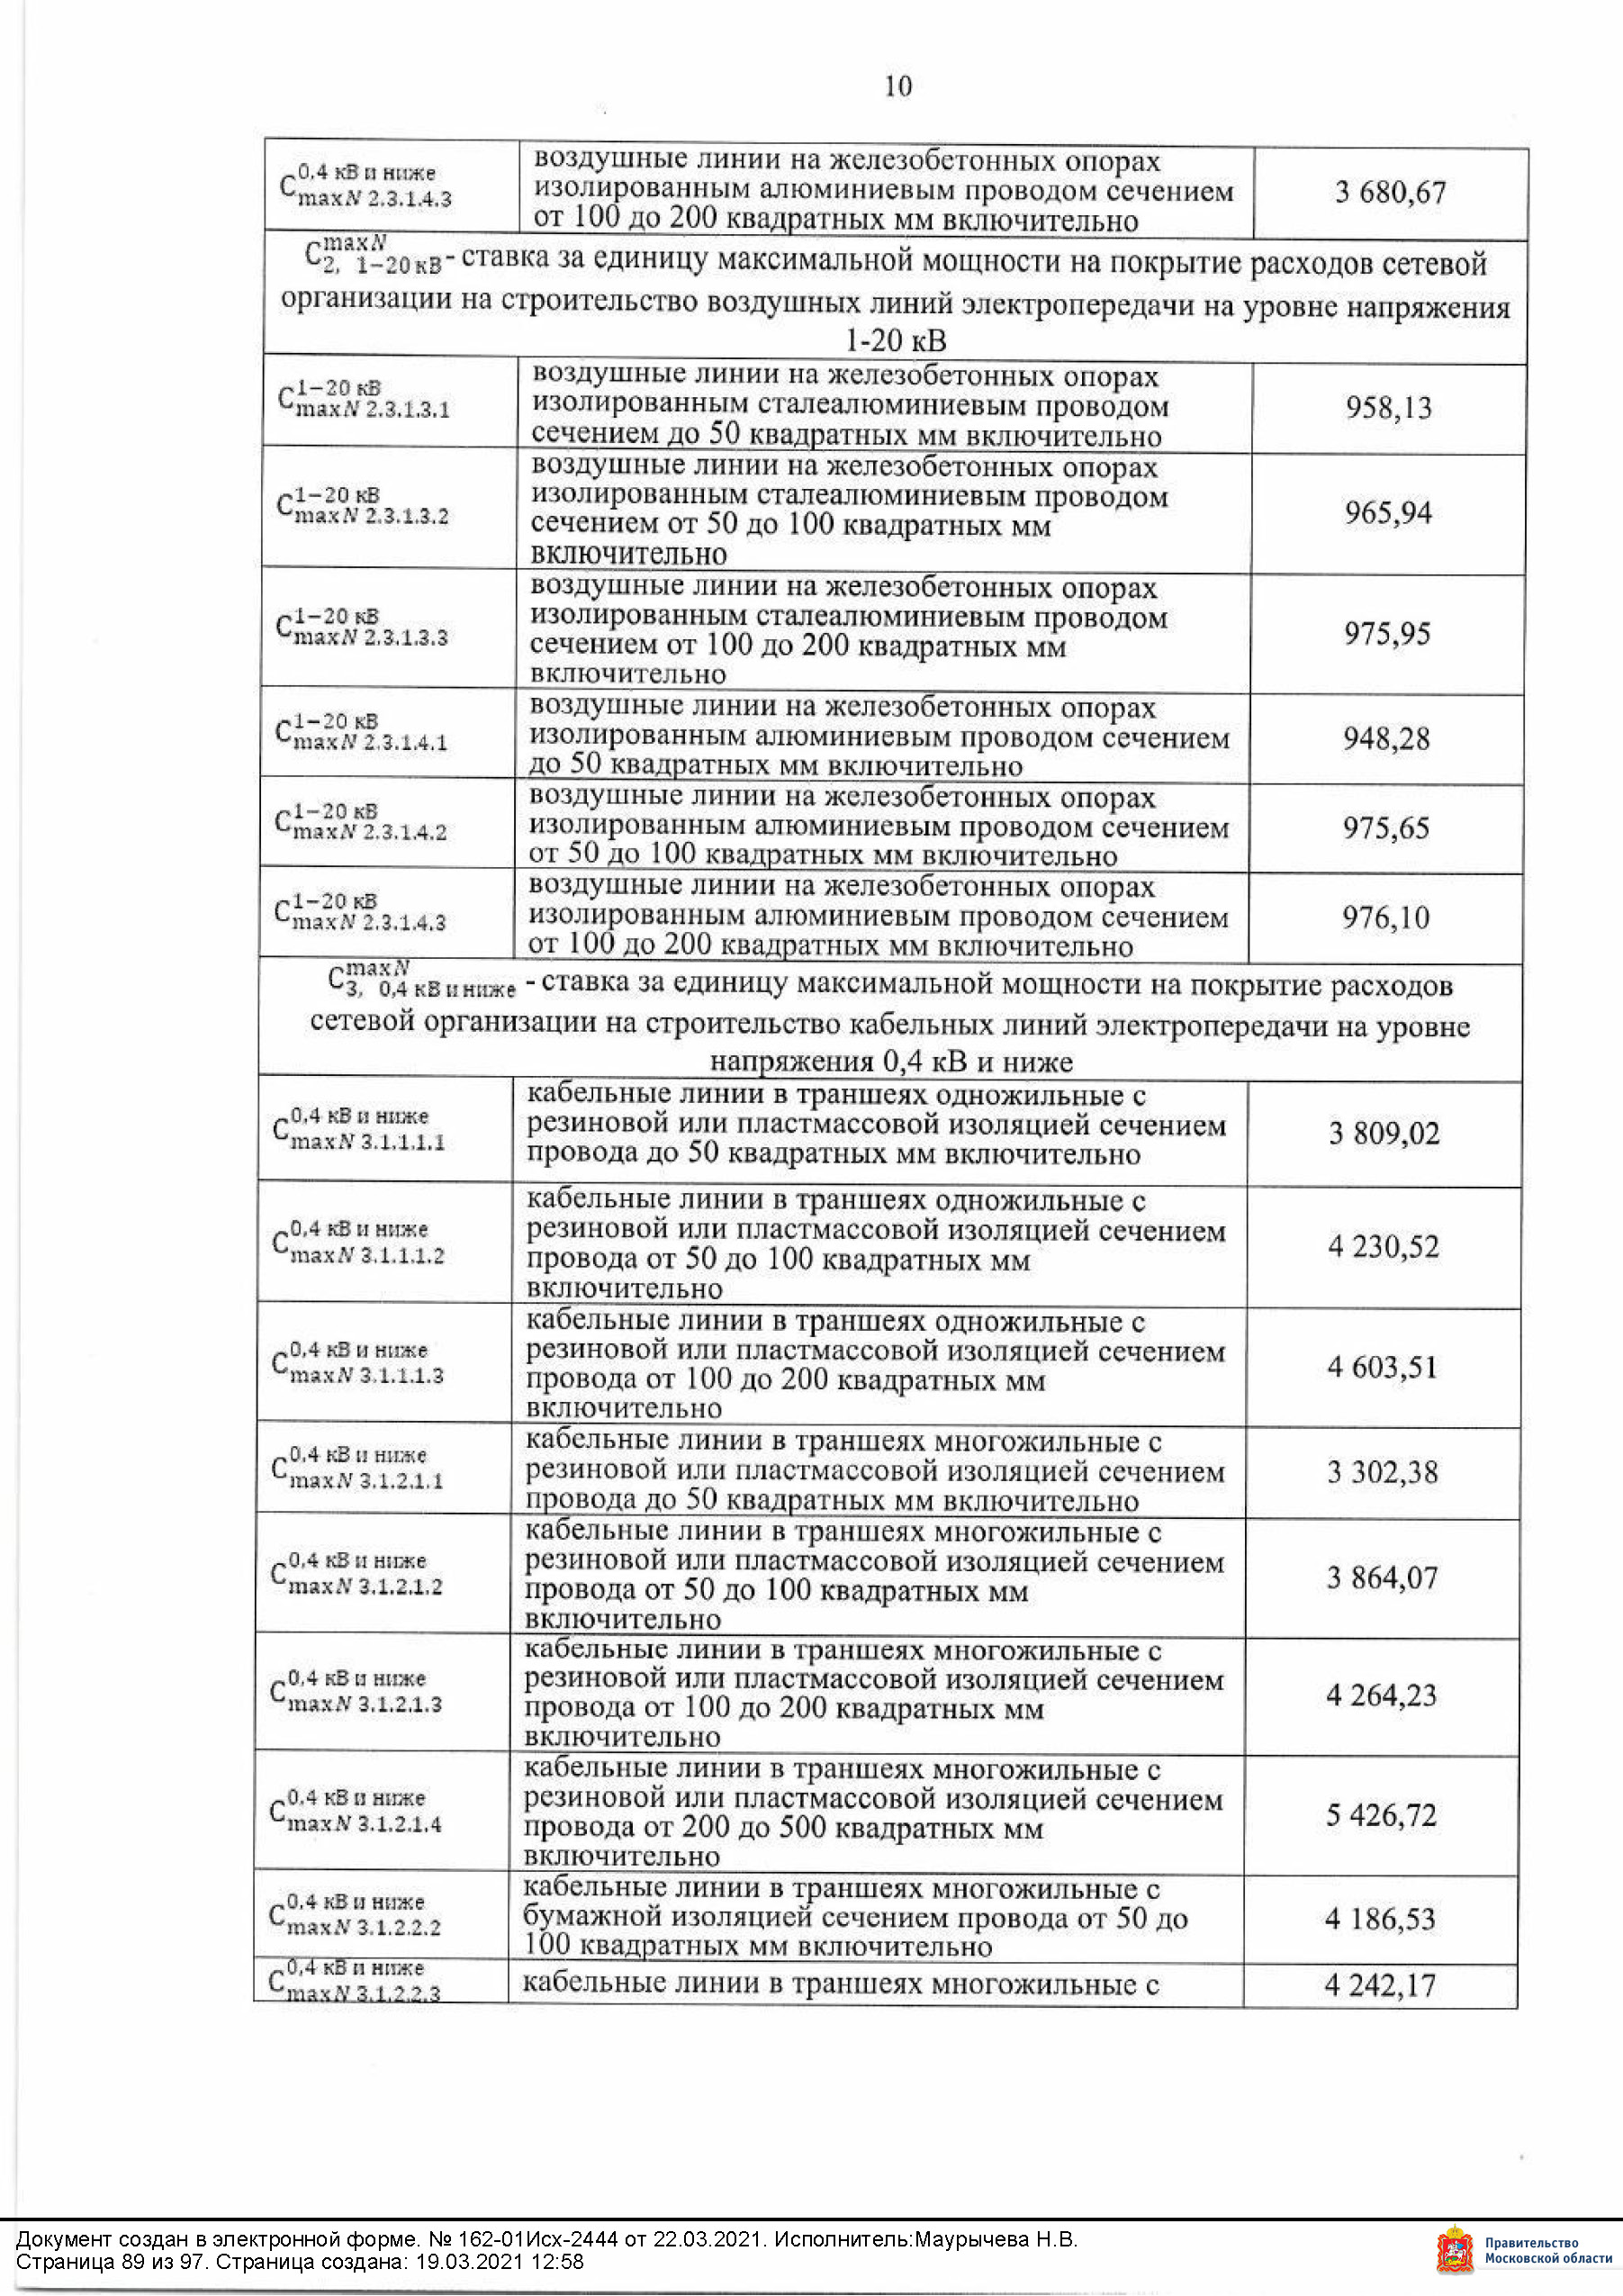 10
C 0,4 кВ и ниже maxN 2.3.1.4.3
воздушные линии на железобетонных опорах
изолированным алюминиевым проводом сечением
от 100 до 200 квадратных мм включительно
3 680,67
C maxN 2, 1−20 кВ - ставка за единицу максимальной мощности на покрытие расходов сетевой
организации на строительство воздушных линий электропередачи на уровне напряжения
1-20 кВ
C 1−20 кВ maxN 2.3.1.3.1
воздушные линии на железобетонных опорах
изолированным сталеалюминиевым проводом
сечением до 50 квадратных мм включительно
958,13
C 1−20 кВ maxN 2.3.1.3.2
воздушные линии на железобетонных опорах
изолированным сталеалюминиевым проводом
сечением от 50 до 100 квадратных мм
включительно
965,94
C 1−20 кВ maxN 2.3.1.3.3
воздушные линии на железобетонных опорах
изолированным сталеалюминиевым проводом
сечением от 100 до 200 квадратных мм
включительно
975,95
C 1−20 кВ maxN 2.3.1.4.1
воздушные линии на железобетонных опорах
изолированным алюминиевым проводом сечением
до 50 квадратных мм включительно
948,28
C 1−20 кВ maxN 2.3.1.4.2
воздушные линии на железобетонных опорах
изолированным алюминиевым проводом сечением
от 50 до 100 квадратных мм включительно
975,65
C 1−20 кВ maxN 2.3.1.4.3
воздушные линии на железобетонных опорах
изолированным алюминиевым проводом сечением
от 100 до 200 квадратных мм включительно
976,10
C maxN 3, 0,4 кВ и ниже - ставка за единицу максимальной мощности на покрытие расходов
сетевой организации на строительство кабельных линий электропередачи на уровне
напряжения 0,4 кВ и ниже
C 0,4 кВ и ниже maxN 3.1.1.1.1
кабельные линии в траншеях одножильные с
резиновой или пластмассовой изоляцией сечением
провода до 50 квадратных мм включительно
3 809,02
C 0,4 кВ и ниже maxN 3.1.1.1.2
кабельные линии в траншеях одножильные с
резиновой или пластмассовой изоляцией сечением
провода от 50 до 100 квадратных мм
включительно
4 230,52
C 0,4 кВ и ниже maxN 3.1.1.1.3
кабельные линии в траншеях одножильные с
резиновой или пластмассовой изоляцией сечением
провода от 100 до 200 квадратных мм
включительно
4 603,51
C 0,4 кВ и ниже maxN 3.1.2.1.1
кабельные линии в траншеях многожильные с
резиновой или пластмассовой изоляцией сечением
провода до 50 квадратных мм включительно
3 302,38
C 0,4 кВ и ниже maxN 3.1.2.1.2
кабельные линии в траншеях многожильные с
резиновой или пластмассовой изоляцией сечением
провода от 50 до 100 квадратных мм
включительно
3 864,07
C 0,4 кВ и ниже maxN 3.1.2.1.3
кабельные линии в траншеях многожильные с
резиновой или пластмассовой изоляцией сечением
провода от 100 до 200 квадратных мм
включительно
4 264,23
C 0,4 кВ и ниже maxN 3.1.2.1.4
кабельные линии в траншеях многожильные с
резиновой или пластмассовой изоляцией сечением
провода от 200 до 500 квадратных мм
включительно
5 426,72
C 0,4 кВ и ниже maxN 3.1.2.2.2
кабельные линии в траншеях многожильные с
бумажной изоляцией сечением провода от 50 до
100 квадратных мм включительно
4 186,53
C 0,4 кВ и ниже maxN 3.1.2.2.3
кабельные линии в траншеях многожильные с
4 242,17
Документ создан в электронной форме. № 162-01Исх-2444 от 22.03.2021. Исполнитель:Маурычева Н.В.
Страница 89 из 97. Страница создана: 19.03.2021 12:58
Правительство
Московской области